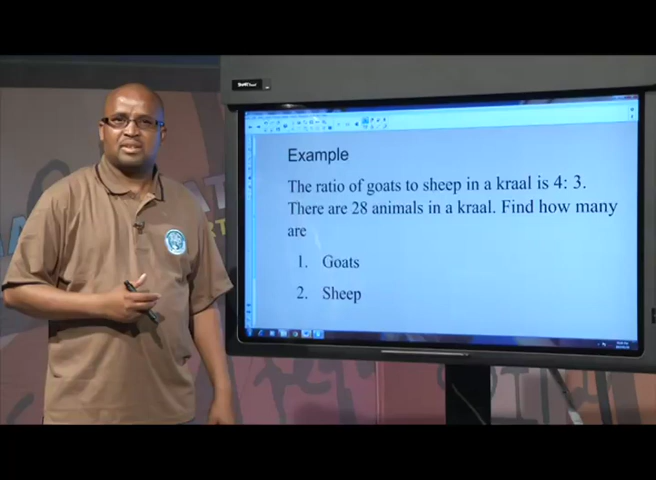 Example
The ratio of goats to sheep in a kraal is 4: 3.
There are 28 animals in a kraal. Find how many
are
1. Goats
2. Sheep